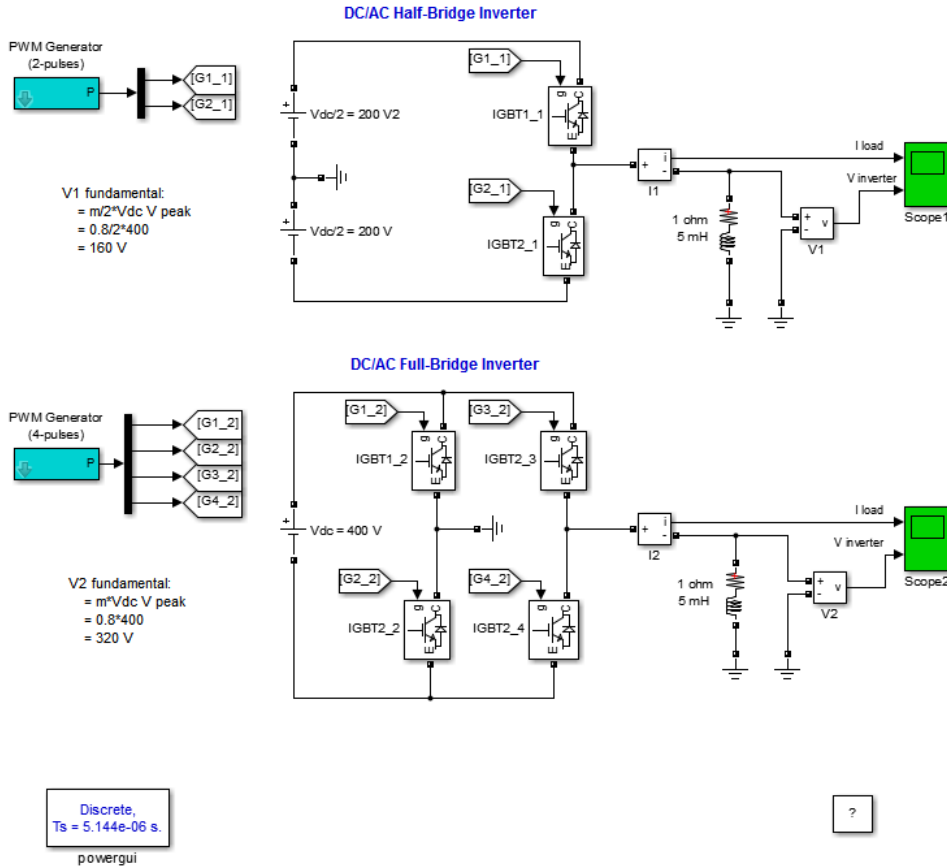 DC/AC Half-Bridge Inverter
PWM Generator
(2-pulses)
P
[G1_1]
[G2_1]
[G1_1]
g
C
E
IGBT1_1
+
Vdc/2 = 200 V2
V1 fundamental:
= m/2*Vdc V peak
= 0.8/2*400
= 160 V
+
Vdc/2 = 200 V
[G2_1]
g
C
E
IGBT2_1
+
i
-
I1
I load
V inverter
1 ohm
5 mH
+
-
v
V1
Scope1
DC/AC Full-Bridge Inverter
PWM Generator
(4-pulses)
P
[G1_2]
[G2_2]
[G3_2]
[G4_2]
[G1_2]
g
C
E
IGBT1_2
[G3_2]
g
C
E
IGBT2_3
+
Vdc = 400 V
V2 fundamental:
= m*Vdc V peak
= 0.8*400
= 320 V
[G2_2]
g
C
E
IGBT2_2
[G4_2]
g
C
E
IGBT2_4
+
i
-
I2
I load
V inverter
1 ohm
5 mH
+
-
v
V2
Scope2
Discrete,
Ts = 5.144e-06 s.
powergui
?